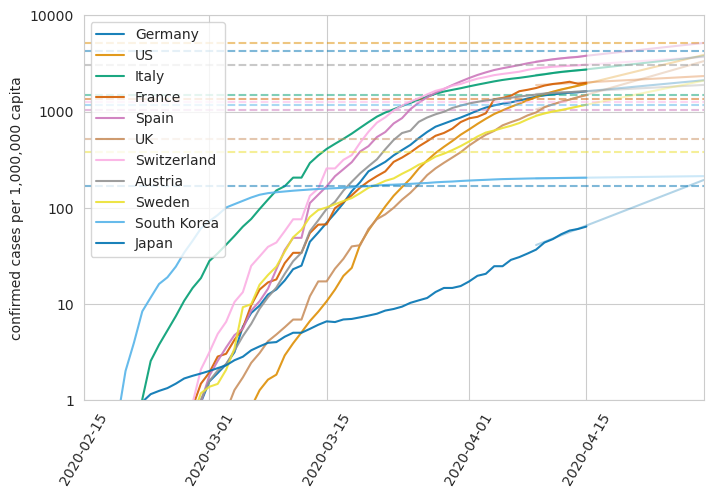 10000
1000
100
10
1
confirmed cases per 1,000,000 capita
Germany
US
Italy
France
Spain
UK
Switzerland
Austria
Sweden
South Korea
Japan
2020-02-15
2020-03-01
2020-03-15
2020-04-01
2020-04-15